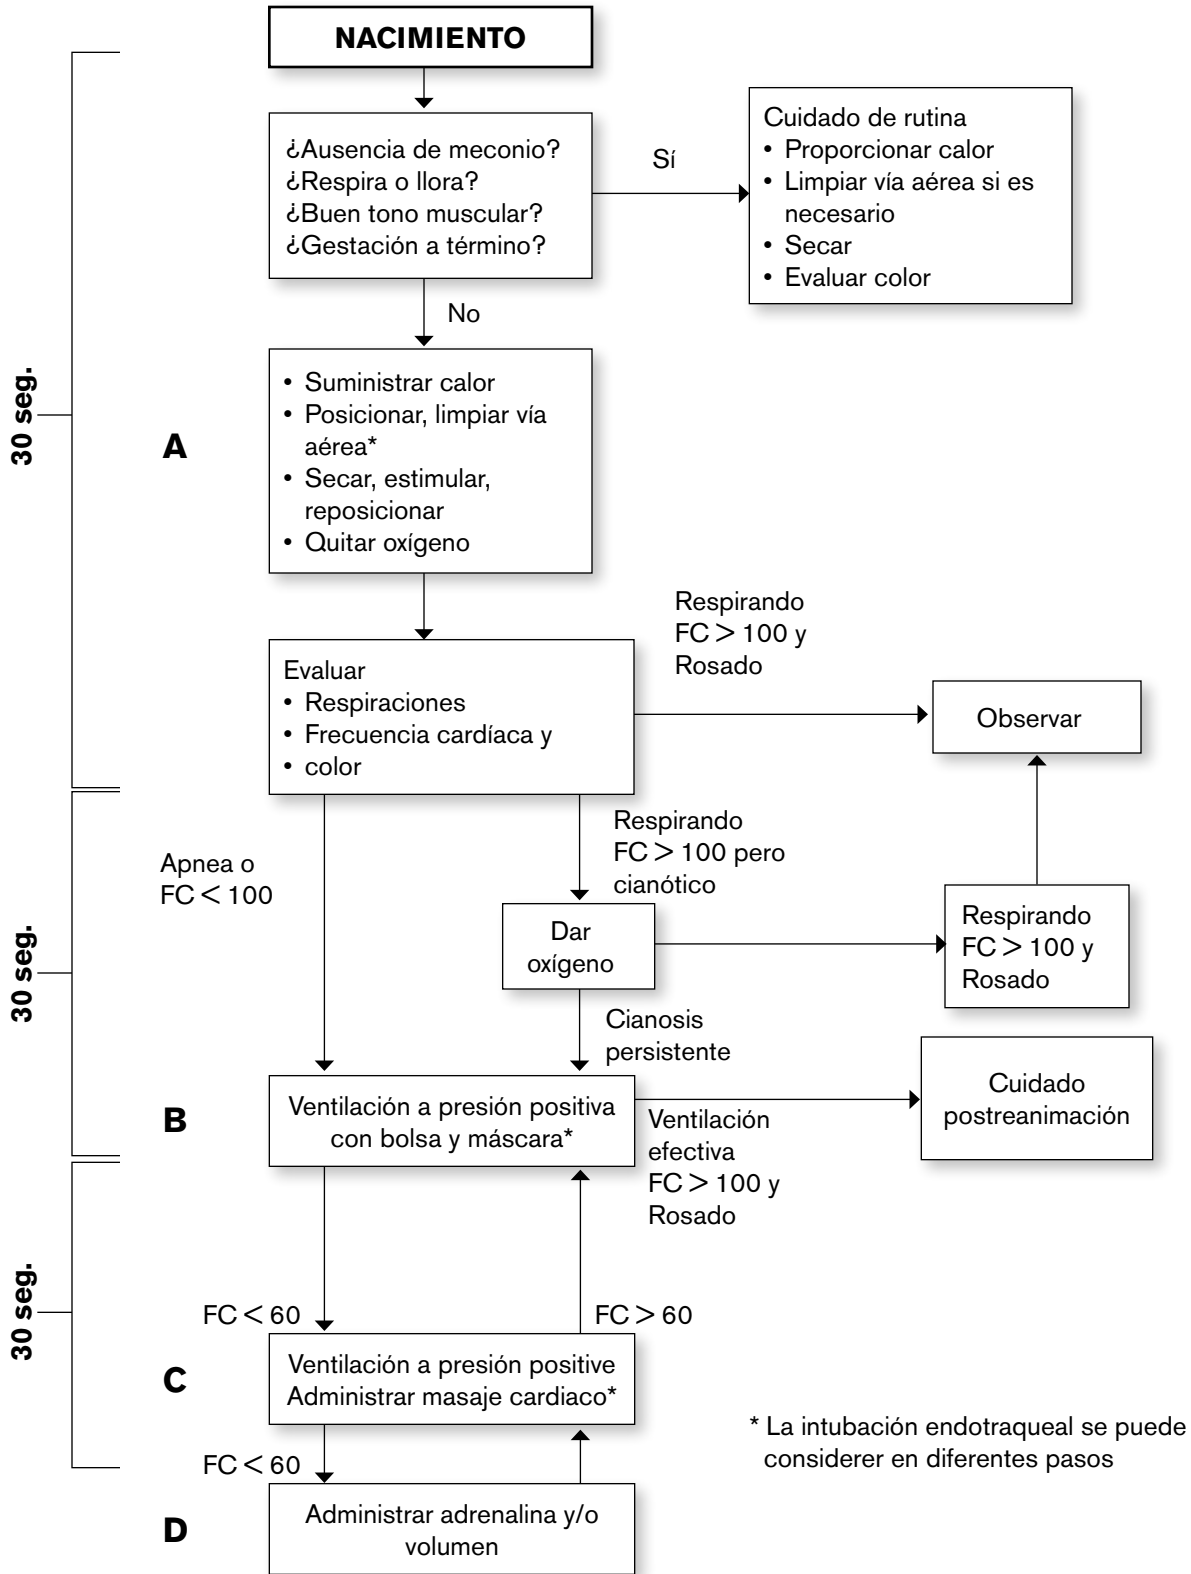 NACIMIENTO
¿Ausencia de meconio?
¿Respira o llora?
¿Buen tono muscular?
¿Gestación a término?
Sí
Cuidado de rutina
• Proporcionar calor
• Limpiar vía aérea si es
necesario
• Secar
• Evaluar color
No
30 seg.
A
• Suministrar calor
• Posicionar, limpiar vía
aérea*
• Secar, estimular,
reposicionar
• Quitar oxígeno
Respirando
FC > 100 y
Rosado
Evaluar
• Respiraciones
• Frecuencia cardíaca y
• color
Observar
30 seg.
Apnea o
FC < 100
Respirando
FC > 100 pero
cianótico
Dar
oxígeno
Respirando
FC > 100 y
Rosado
Cianosis
persistente
B
Ventilación a presión positiva
con bolsa y máscara*
Ventilación
efectiva
FC > 100 y
Rosado
Cuidado
postreanimación
30 seg.
FC < 60
FC > 60
C
Ventilación a presión positive
Administrar masaje cardiaco*
FC < 60
* La intubación endotraqueal se puede
considerer en diferentes pasos
D
Administrar adrenalina y/o
volumen